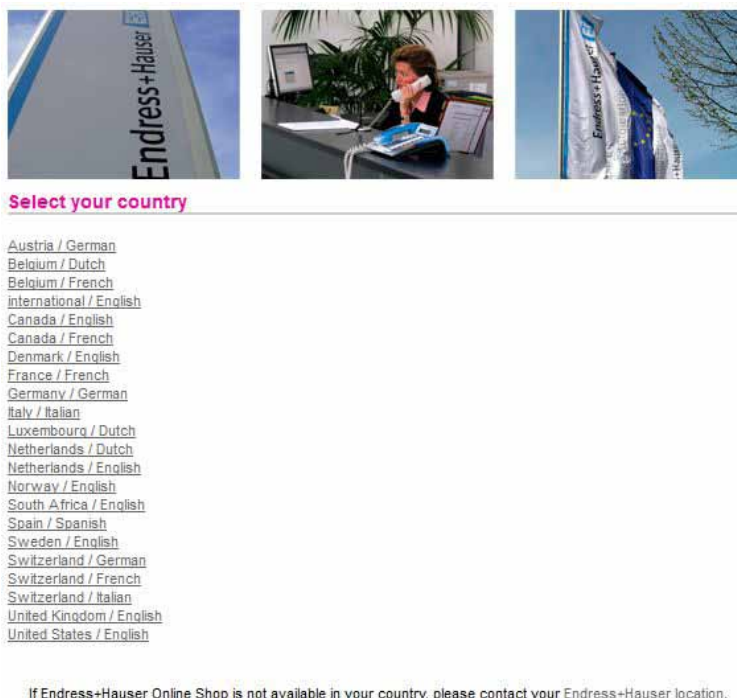 Endress+Hauser
Endress+Hauser
Select your country
Austria / German
Belgium / Dutch
Belgium / French
international / English
Canada / English
Canada / French
Denmark / English
France / French
Germany / German
Italy / Italian
Luxembourg / Dutch
Netherlands / Dutch
Netherlands / English
Norway / English
South Africa / English
Spain / Spanish
Sweden / English
Switzerland / German
Switzerland / French
Switzerland / Italian
United Kingdom / English
United States / English
If Endress+Hauser Online Shop is not available in your country, please contact your Endress+Hauser location.